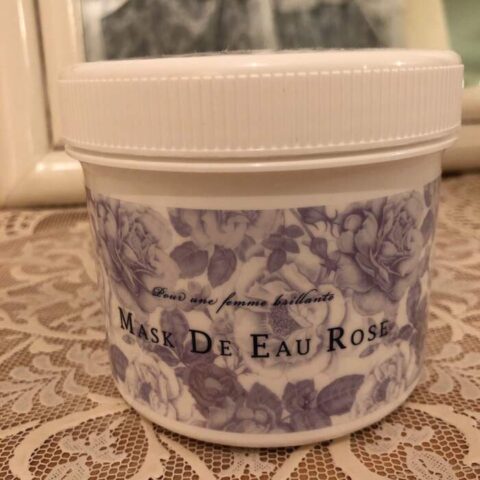 Pour une femme brillante
MASK DE EAU ROSE